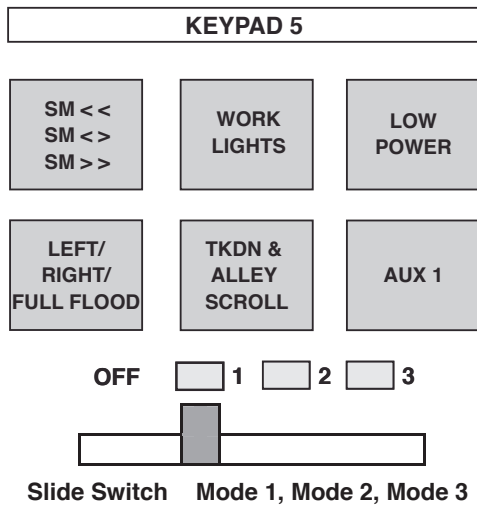 KEYPAD 5
SM < <
SM < >
SM > >
WORK
LIGHTS
LOW
POWER
LEFT/
RIGHT/
FULL FLOOD
TKDN &
ALLEY
SCROLL
AUX 1
OFF 1 2 3
Slide Switch Mode 1, Mode 2, Mode 3